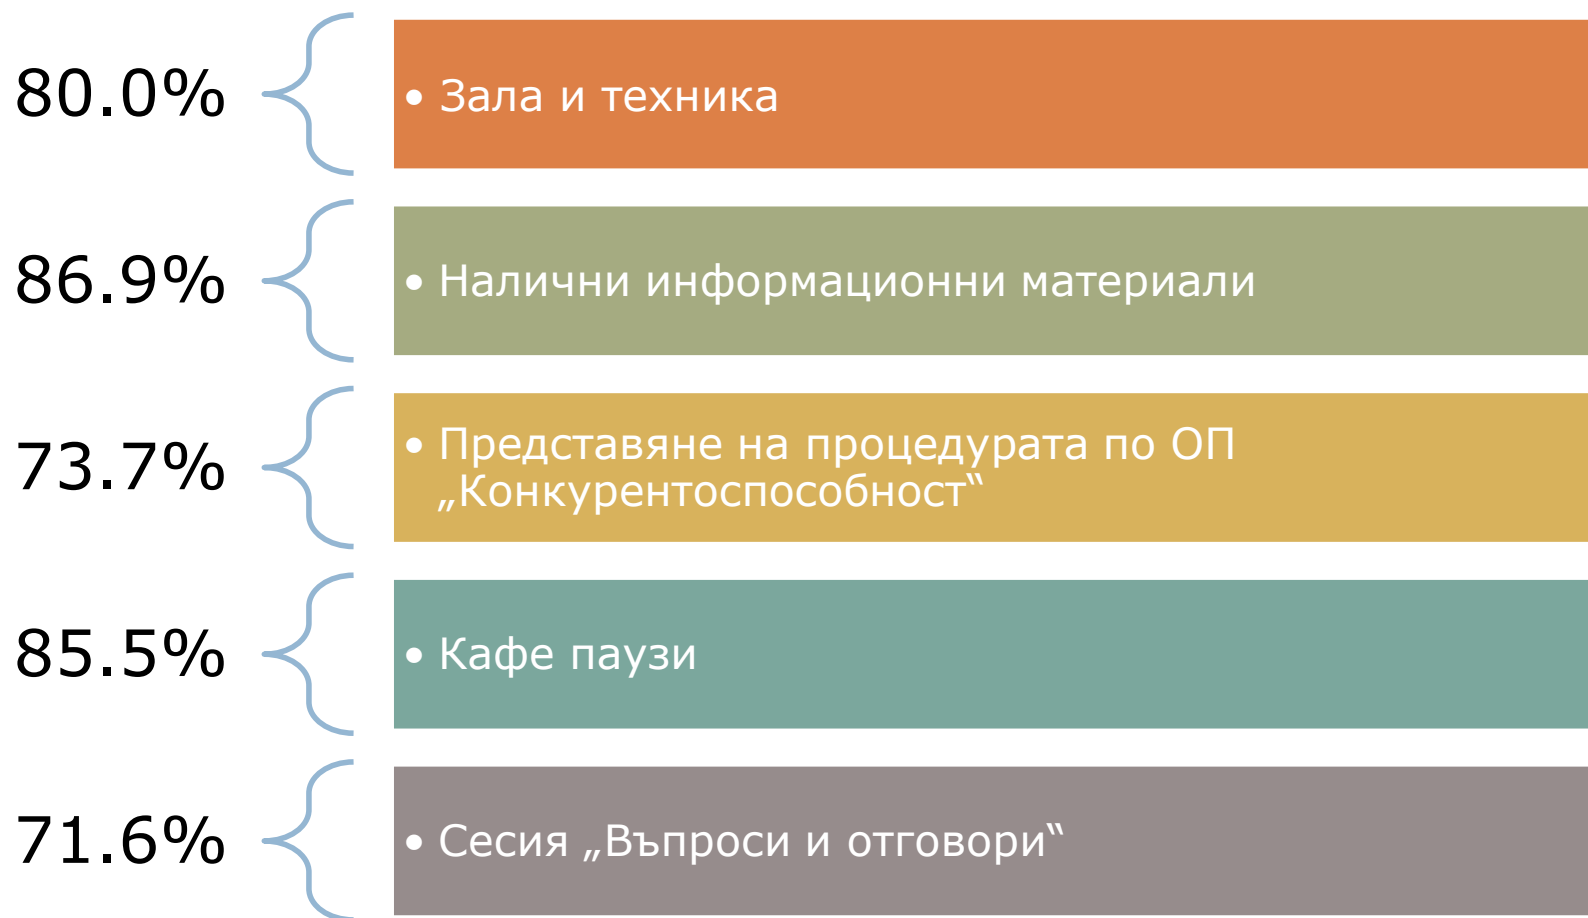 80.0%
• Зала и техника
86.9%
• Налични информационни материали
73.7%
• Представяне на процедурата по ОП
„Конкурентоспособност“
85.5%
• Кафе паузи
71.6%
• Сесия „Въпроси и отговори“